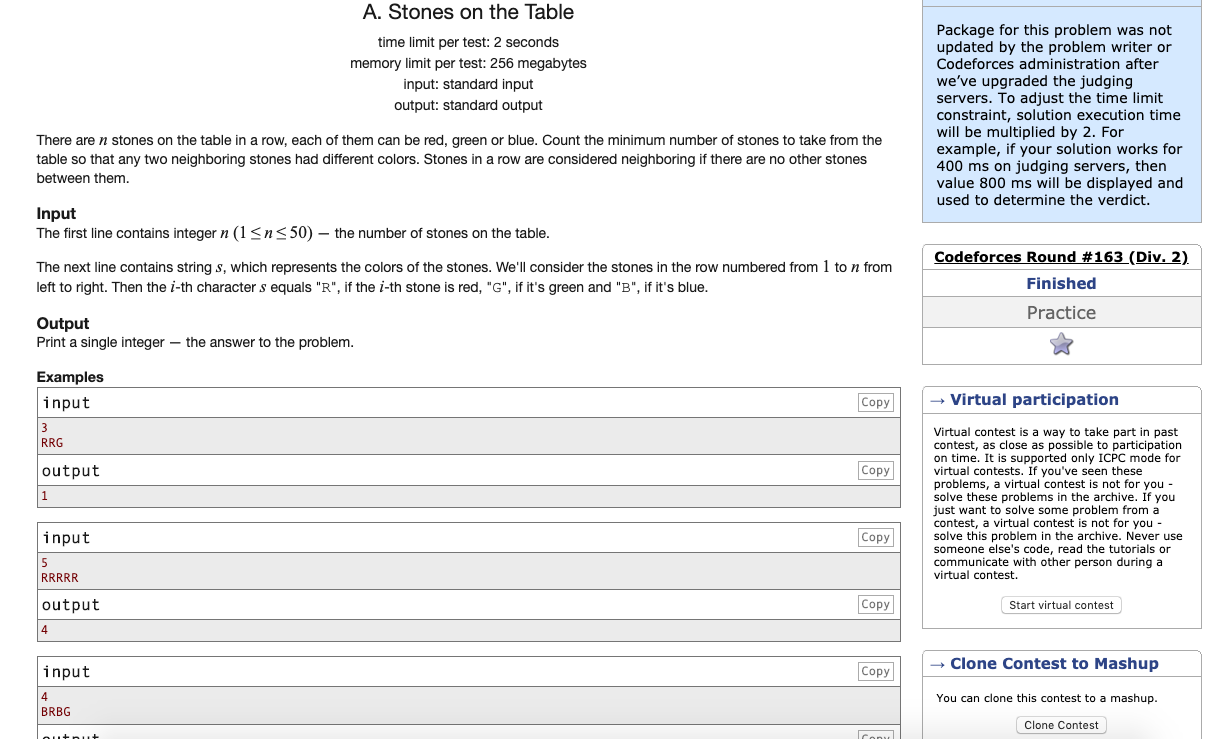 A. Stones on the Table
time limit per test: 2 seconds
memory limit per test: 256 megabytes
input: standard input
output: standard output
There are n stones on the table in a row, each of them can be red, green or blue. Count the minimum number of stones to take from the
table so that any two neighboring stones had different colors. Stones in a row are considered neighboring if there are no other stones
between them.
Input
The first line contains integer n (1 ≤ n ≤ 50) — the number of stones on the table.
The next line contains string s, which represents the colors of the stones. We'll consider the stones in the row numbered from 1 to n from
left to right. Then the i-th character s equals "R", if the i-th stone is red, "G", if it's green and "B", if it's blue.
Output
Print a single integer — the answer to the problem.
Examples
input
Copy
3
RRG
output
Copy
1
input
Copy
5
RRRRR
output
Copy
4
input
Copy
4
BRBG
output
Copy
Package for this problem was not
updated by the problem writer or
Codeforces administration after
we've upgraded the judging
servers. To adjust the time limit
constraint, solution execution time
will be multiplied by 2. For
example, if your solution works for
400 ms on judging servers, then
value 800 ms will be displayed and
used to determine the verdict.
Codeforces Round #163 (Div. 2)
Finished
Practice
→ Virtual participation
Virtual contest is a way to take part in past
contest, as close as possible to participation
on time. It is supported only ICPC mode for
virtual contests. If you've seen these
problems, a virtual contest is not for you -
solve these problems in the archive. If you
just want to solve some problem from a
contest, a virtual contest is not for you -
solve this problem in the archive. Never use
someone else's code, read the tutorials or
communicate with other person during a
virtual contest.
Start virtual contest
→ Clone Contest to Mashup
You can clone this contest to a mashup.
Clone Contest